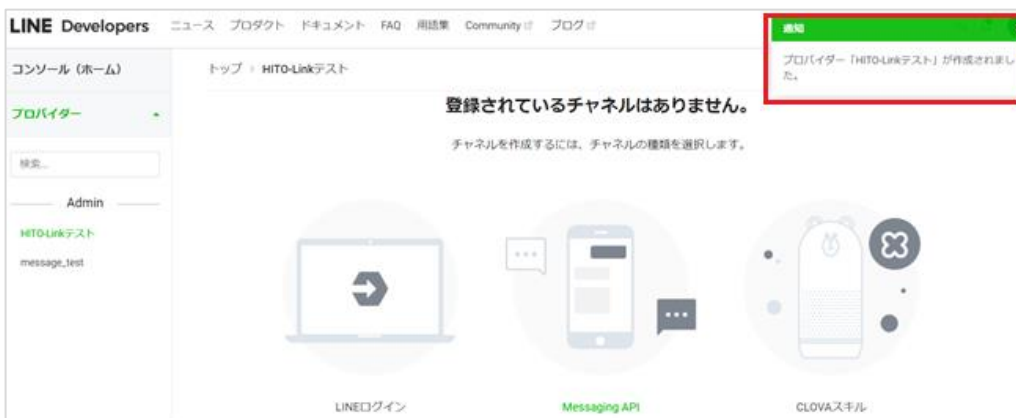 LINE Developers ニュース プロダクト ドキュメント FAQ 用語集 Community ブログ
通知
プロバイダー「HITO-Linkテスト」が作成されまし
た。
コンソール（ホーム）
トップ HITO-Linkテスト
プロバイダー
登録されているチャネルはありません。
チャネルを作成するには、チャネルの種類を選択します。
検索...
Admin
HITO-Linkテスト
message_test
LINEログイン Messaging API CLOVAスキル